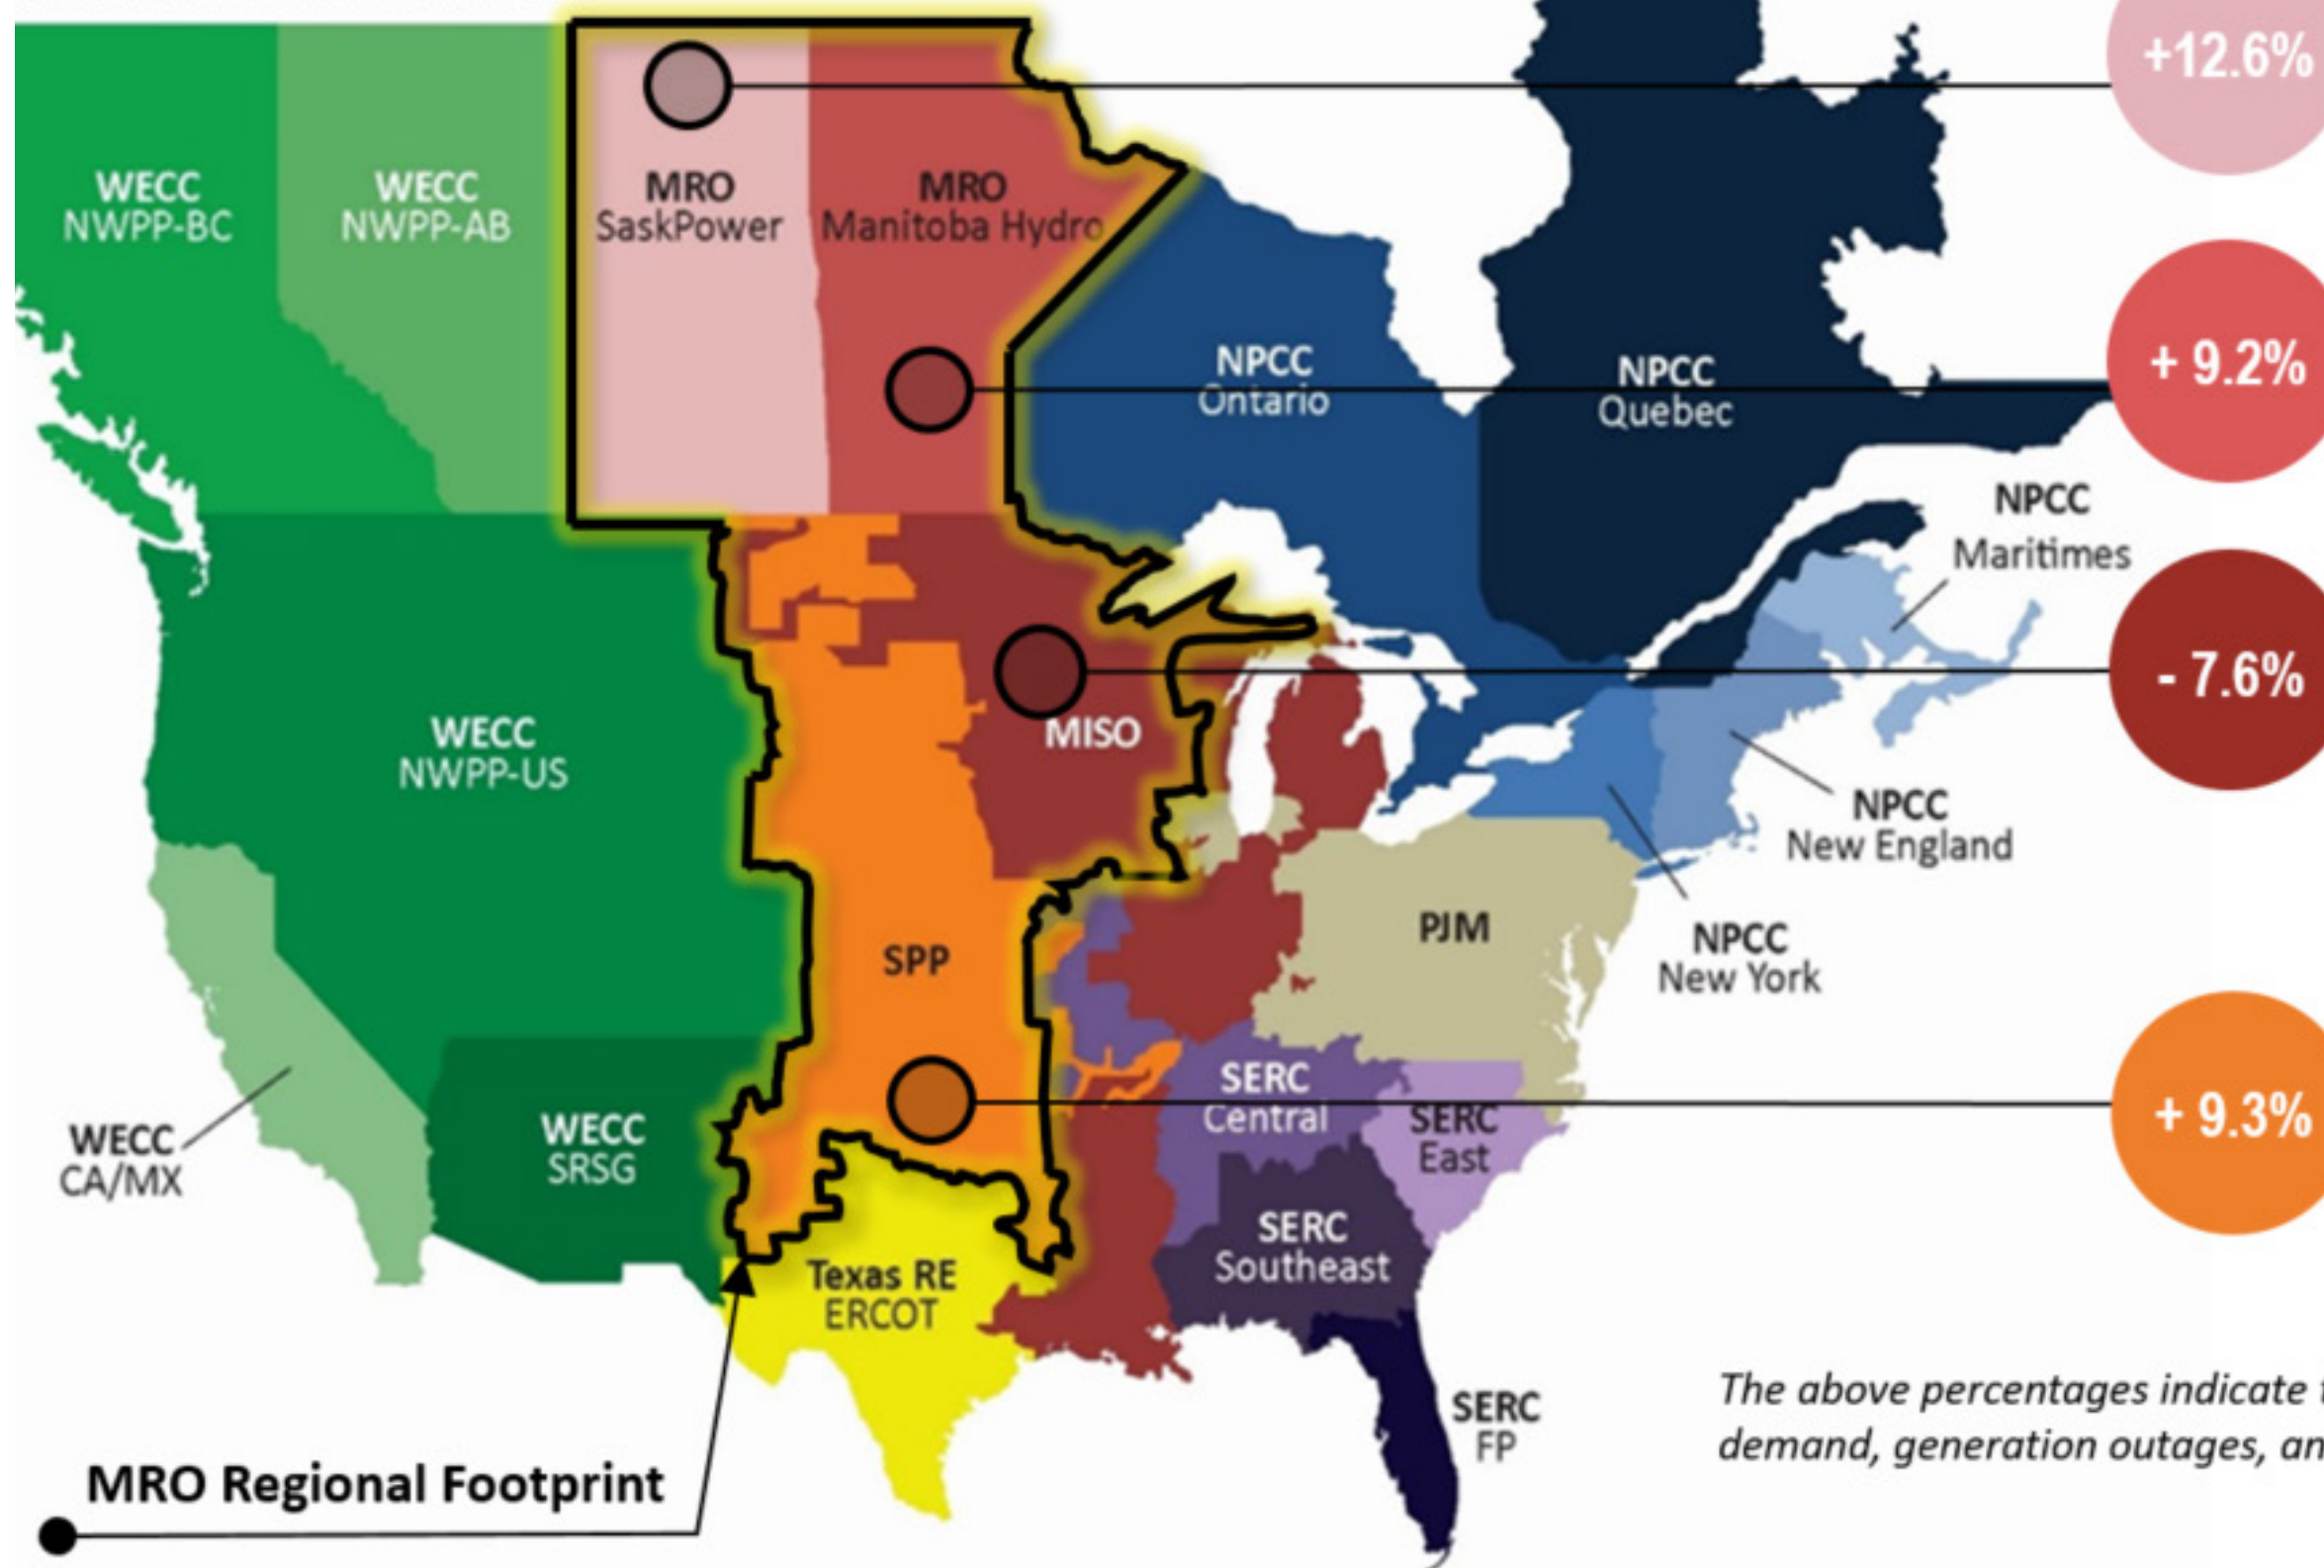 +12.6%
WECC
NWPP-BC
WECC
NWPP-AB
MRO
SaskPower
MRO
Manitoba Hydro
NPCC
Ontario
NPCC
Quebec
+ 9.2%
NPCC
Maritimes
- 7.6%
WECC
NWPP-US
MISO
NPCC
New England
NPCC
New York
PJM
SPP
SERC
Central
SERC
East
+ 9.3%
WECC
CA/MX
WECC
SRSG
SERC
Southeast
Texas RE
ERCOT
SERC
FP
The above percentages indicate
demand, generation outages,
MRO Regional Footprint